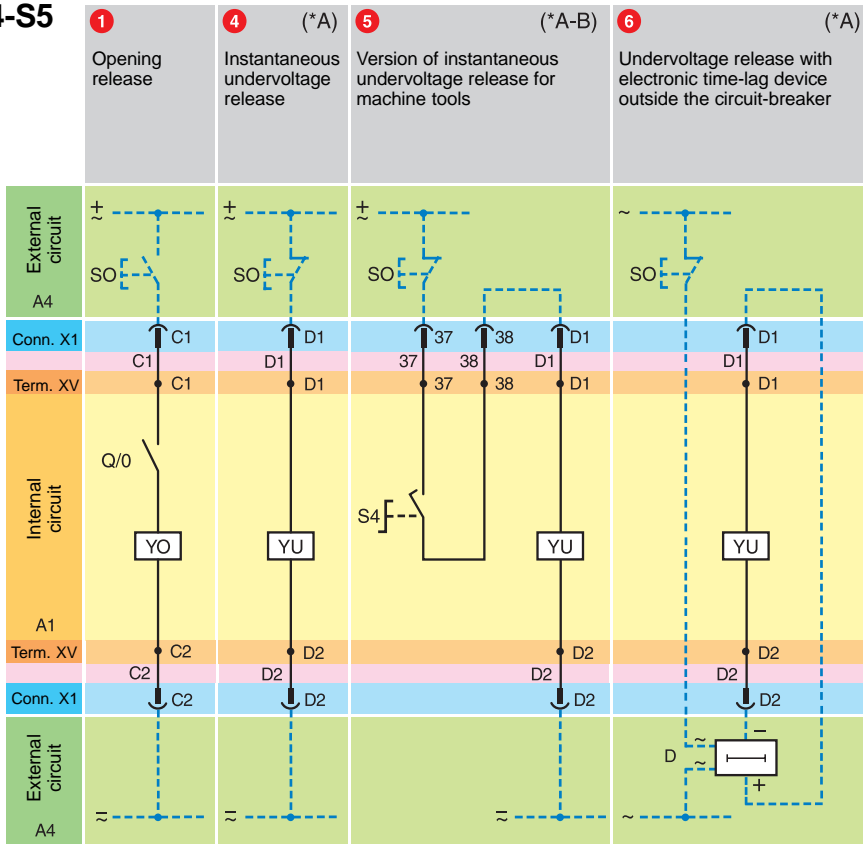 4-S5
1 4 (*A) 5 (*A-B) 6 (*A)
Opening
release
Instantaneous
undervoltage
release
Version of instantaneous
undervoltage release for
machine tools
Undervoltage release with
electronic time-lag device
outside the circuit-breaker
External
circuit
A4
± ~ ± ~ ± ~ ~
SO SO SO SO
Conn. X1 C1 D1 37 38 D1 D1
C1 D1 37 38 D1 D1
Term. XV C1 D1 37 38 D1 D1
Internal
circuit
A1
Q/0
S4
YO YU YU YU
Term. XV C2 D2 D2 D2
C2 D2 D2 D2
Conn. X1 C2 D2 D2 D2
External
circuit
A4
D ~ ~ − +
= ~ = ~ = ~ ~